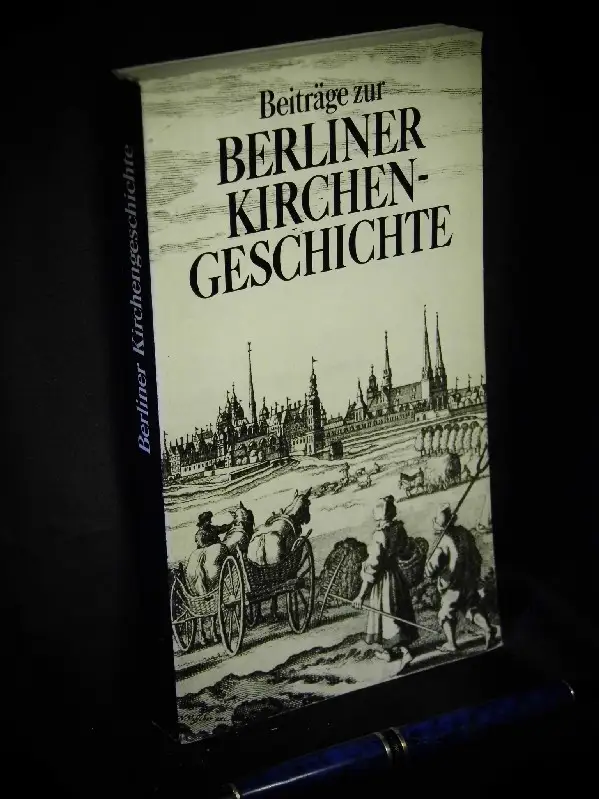 Beiträge zur
BERLINER
KIRCHEN-
GESCHICHTE
Berliner Kirchengeschichte